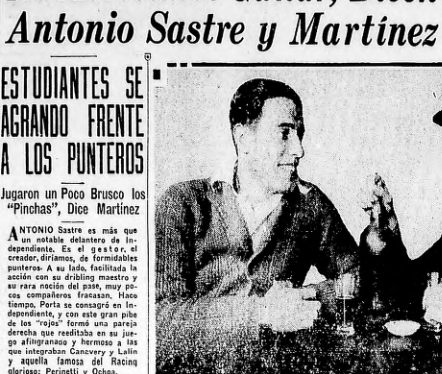 Antonio Sastre y Martínez
ESTUDIANTES SE
AGRANDO FRENTE
A LOS PUNTEROS
Jugaron un Poco Brusco los
"Pinchas", Dice Martinez
ANTONIO Sastre es más que
un notable delantero de In-
dependiente. Es el gestor, el
creador, diríamos, de formidables
punteros. A su lado, facilitada la
acción con su dribling maestro y
su rara noción del pase, muy po-
cos compañeros fracasan. Hace
tiempo, Porta se consagró en In-
dependiente, y con este gran pibe
de los "rojos" formó una pareja
derecha que reeditaba en su jue-
go afiligranado y hermoso a las
que integraban Canavery y Lalín
y aquella famosa del Racing
glorioso: Perinetti y Ochoa.